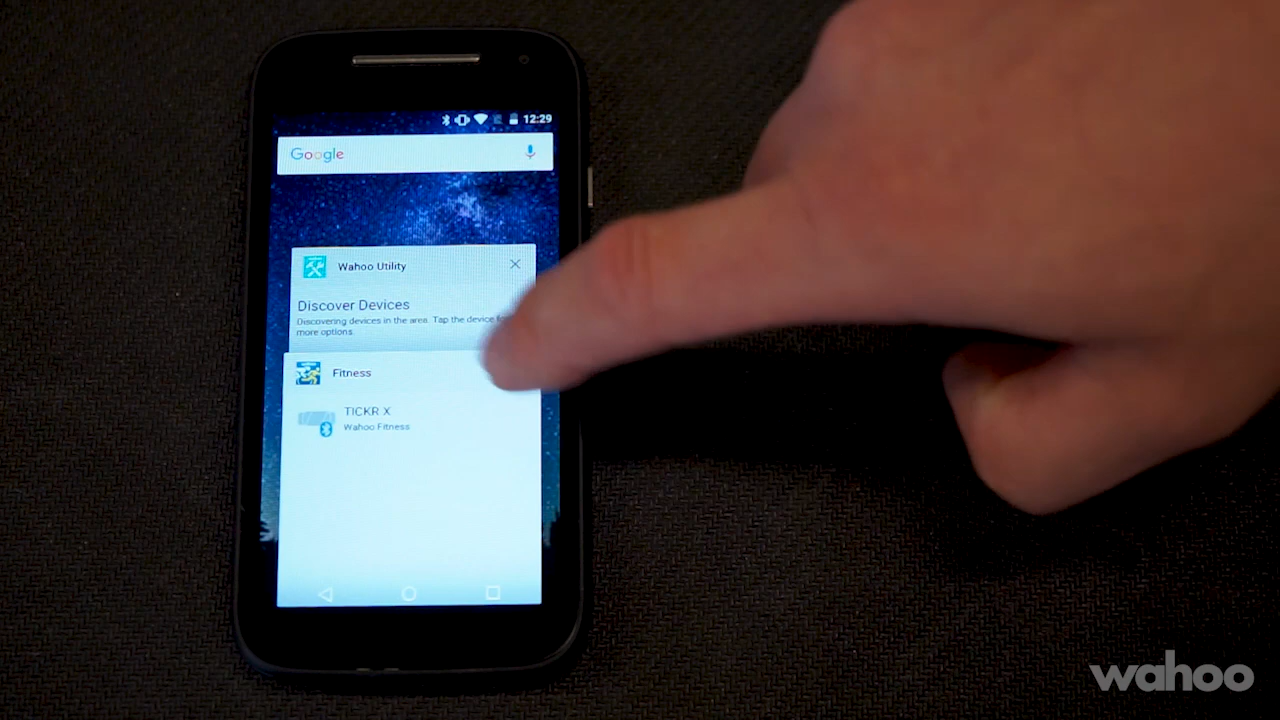 12:29
Google
Wahoo Utility
Discover Devices
Discovering devices in the area. Tap the device for
more options.
Fitness
TICKR X
Wahoo Fitness
wahoo